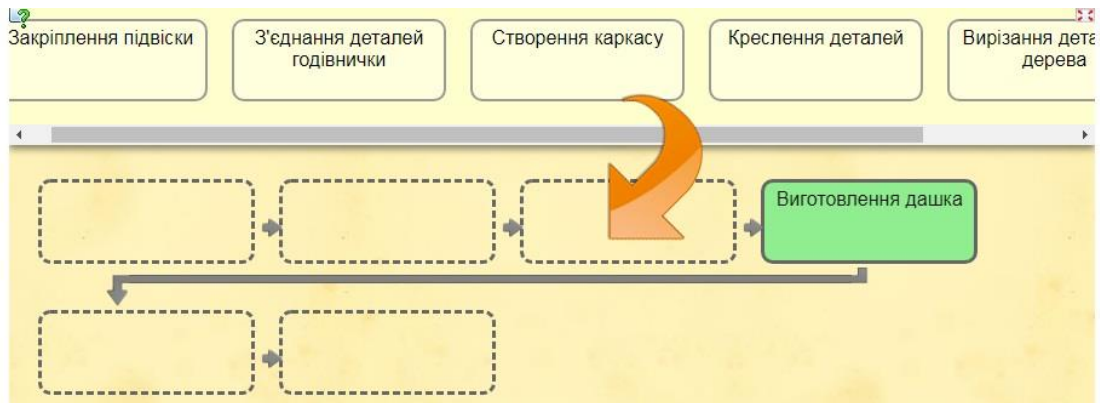 Закріплення підвіски
З'єднання деталей
годівнички
Створення каркасу
Креслення деталей
Вирізання дета
дерева
Виготовлення дашка